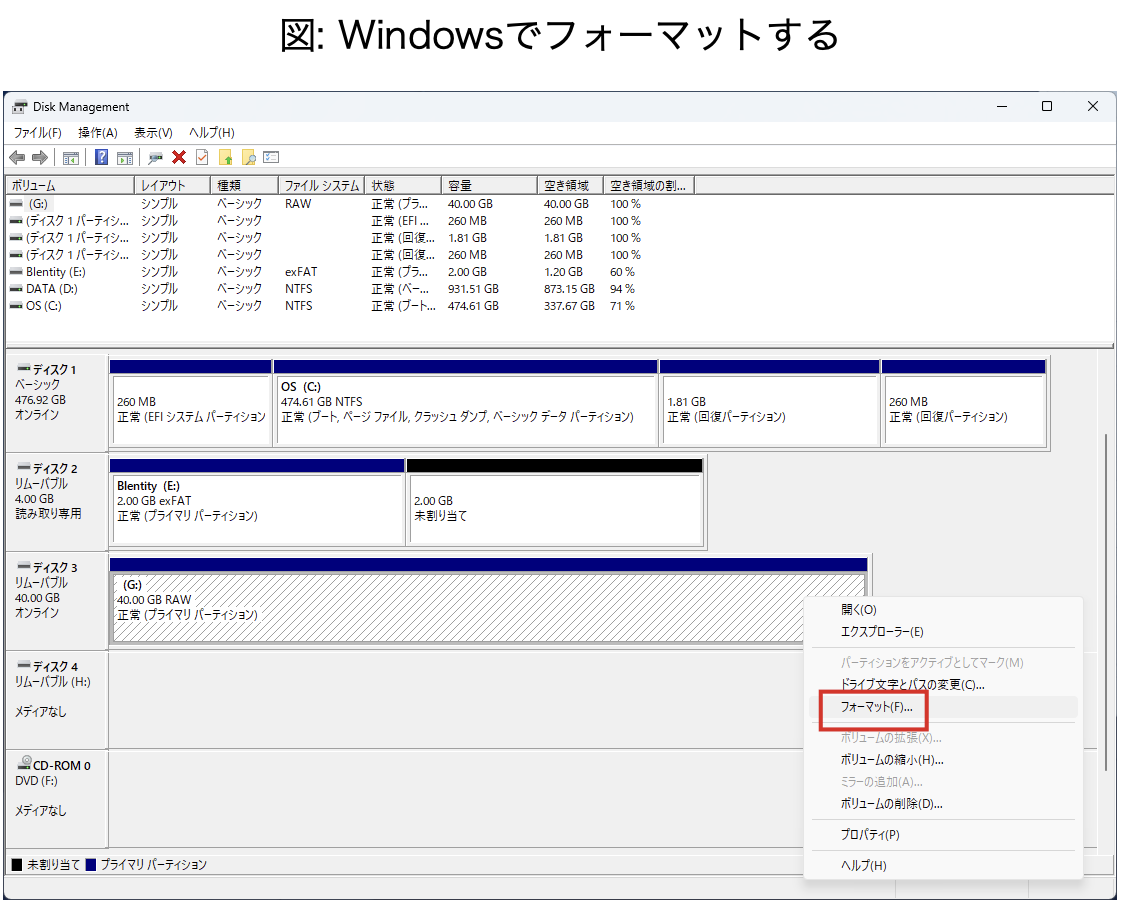 図: Windowsでフォーマットする
Disk Management
ファイル(F) 操作(A) 表示(V) ヘルプ(H)
ボリューム レイアウト 種類 ファイル システム 状態 容量 空き領域 空き領域の割...
(G:) シンプル ベーシック RAW 正常 (プラ... 40.00 GB 40.00 GB 100 %
(ディスク 1 パーティシ... シンプル ベーシック 正常 (EFI ... 260 MB 260 MB 100 %
(ディスク 1 パーティシ... シンプル ベーシック 正常 (回復... 1.81 GB 1.81 GB 100 %
(ディスク 1 パーティシ... シンプル ベーシック 正常 (回復... 260 MB 260 MB 100 %
Blentity (E:) シンプル ベーシック exFAT 正常 (プラ... 2.00 GB 1.20 GB 60 %
DATA (D:) シンプル ベーシック NTFS 正常 (ベー... 931.51 GB 873.15 GB 94 %
OS (C:) シンプル ベーシック NTFS 正常 (ブート... 474.61 GB 337.67 GB 71 %
ディスク 1
ベーシック
476.92 GB
オンライン
260 MB
正常 (EFI システム パーティション
OS (C:)
474.61 GB NTFS
正常 (ブート, ページ ファイル, クラッシュ ダンプ, ベーシック データ パーティション)
1.81 GB
正常 (回復パーティション)
260 MB
正常 (回復パーティション)
ディスク 2
リムーバブル
4.00 GB
読み取り専用
Blentity (E:)
2.00 GB exFAT
正常 (プライマリ パーティション)
2.00 GB
未割り当て
ディスク 3
リムーバブル
40.00 GB
オンライン
(G:)
40.00 GB RAW
正常 (プライマリ パーティション)
ディスク 4
リムーバブル (H:)
メディアなし
CD-ROM 0
DVD (F:)
メディアなし
開く(O)
エクスプローラー(E)
パーティションをアクティブとしてマーク(M)
ドライブ文字とパスの変更(C)...
フォーマット(F)...
ボリュームの拡張(X)...
ボリュームの縮小(H)...
ミラーの追加(A)...
ボリュームの削除(D)...
プロパティ(P)
ヘルプ(H)
未割り当て プライマリ パーティション